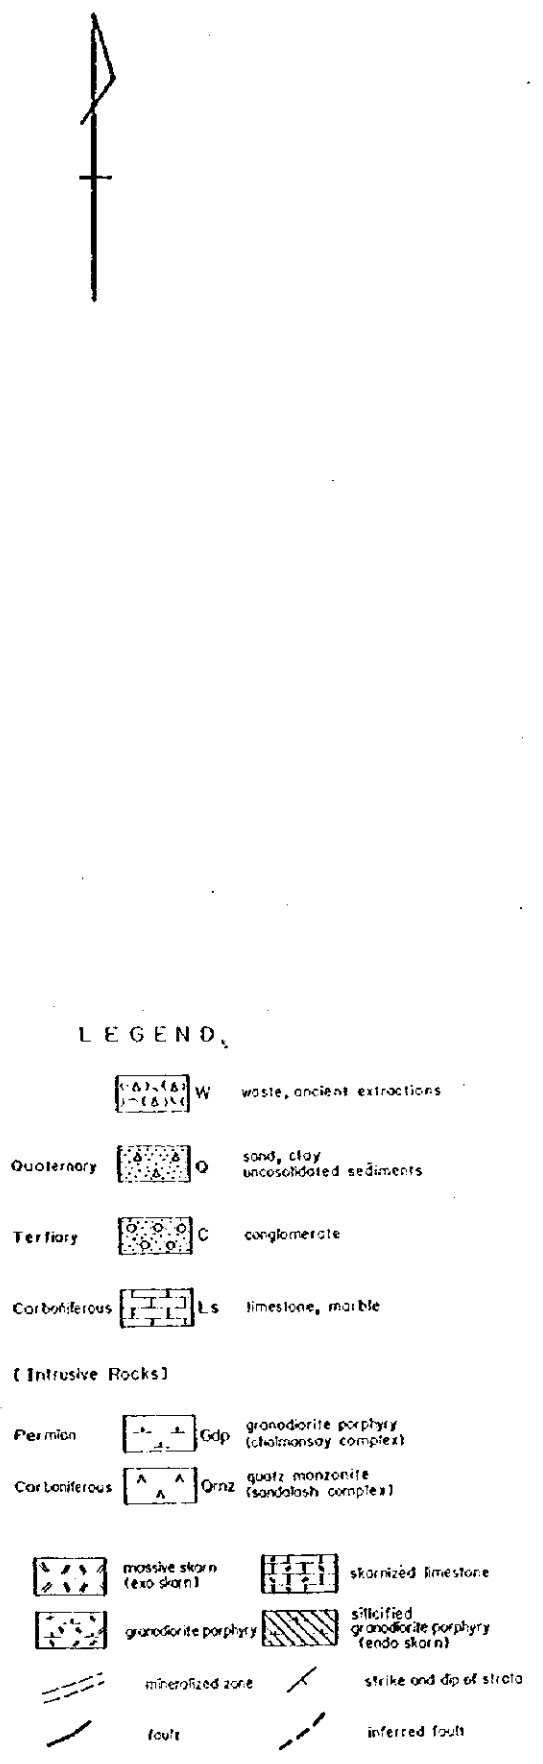 LEGEND
W waste, ancient extractions
Quaternary Q sand, clay
uncosolidated sediments
Tertiary C conglomerate
Carboniferous Ls limestone, marble
(Intrusive Rocks)
Permian Gdp granodiorite porphyry
(chalmansay complex)
Carboniferous Qmz quatz monzonite
(sandalash complex)
massive skarn
(exo skarn)
skarnized limestone
granodiorite porphyry
silicified
granodiorite porphyry
(endo skarn)
mineralized zone
strike and dip of strata
fault
inferred fault